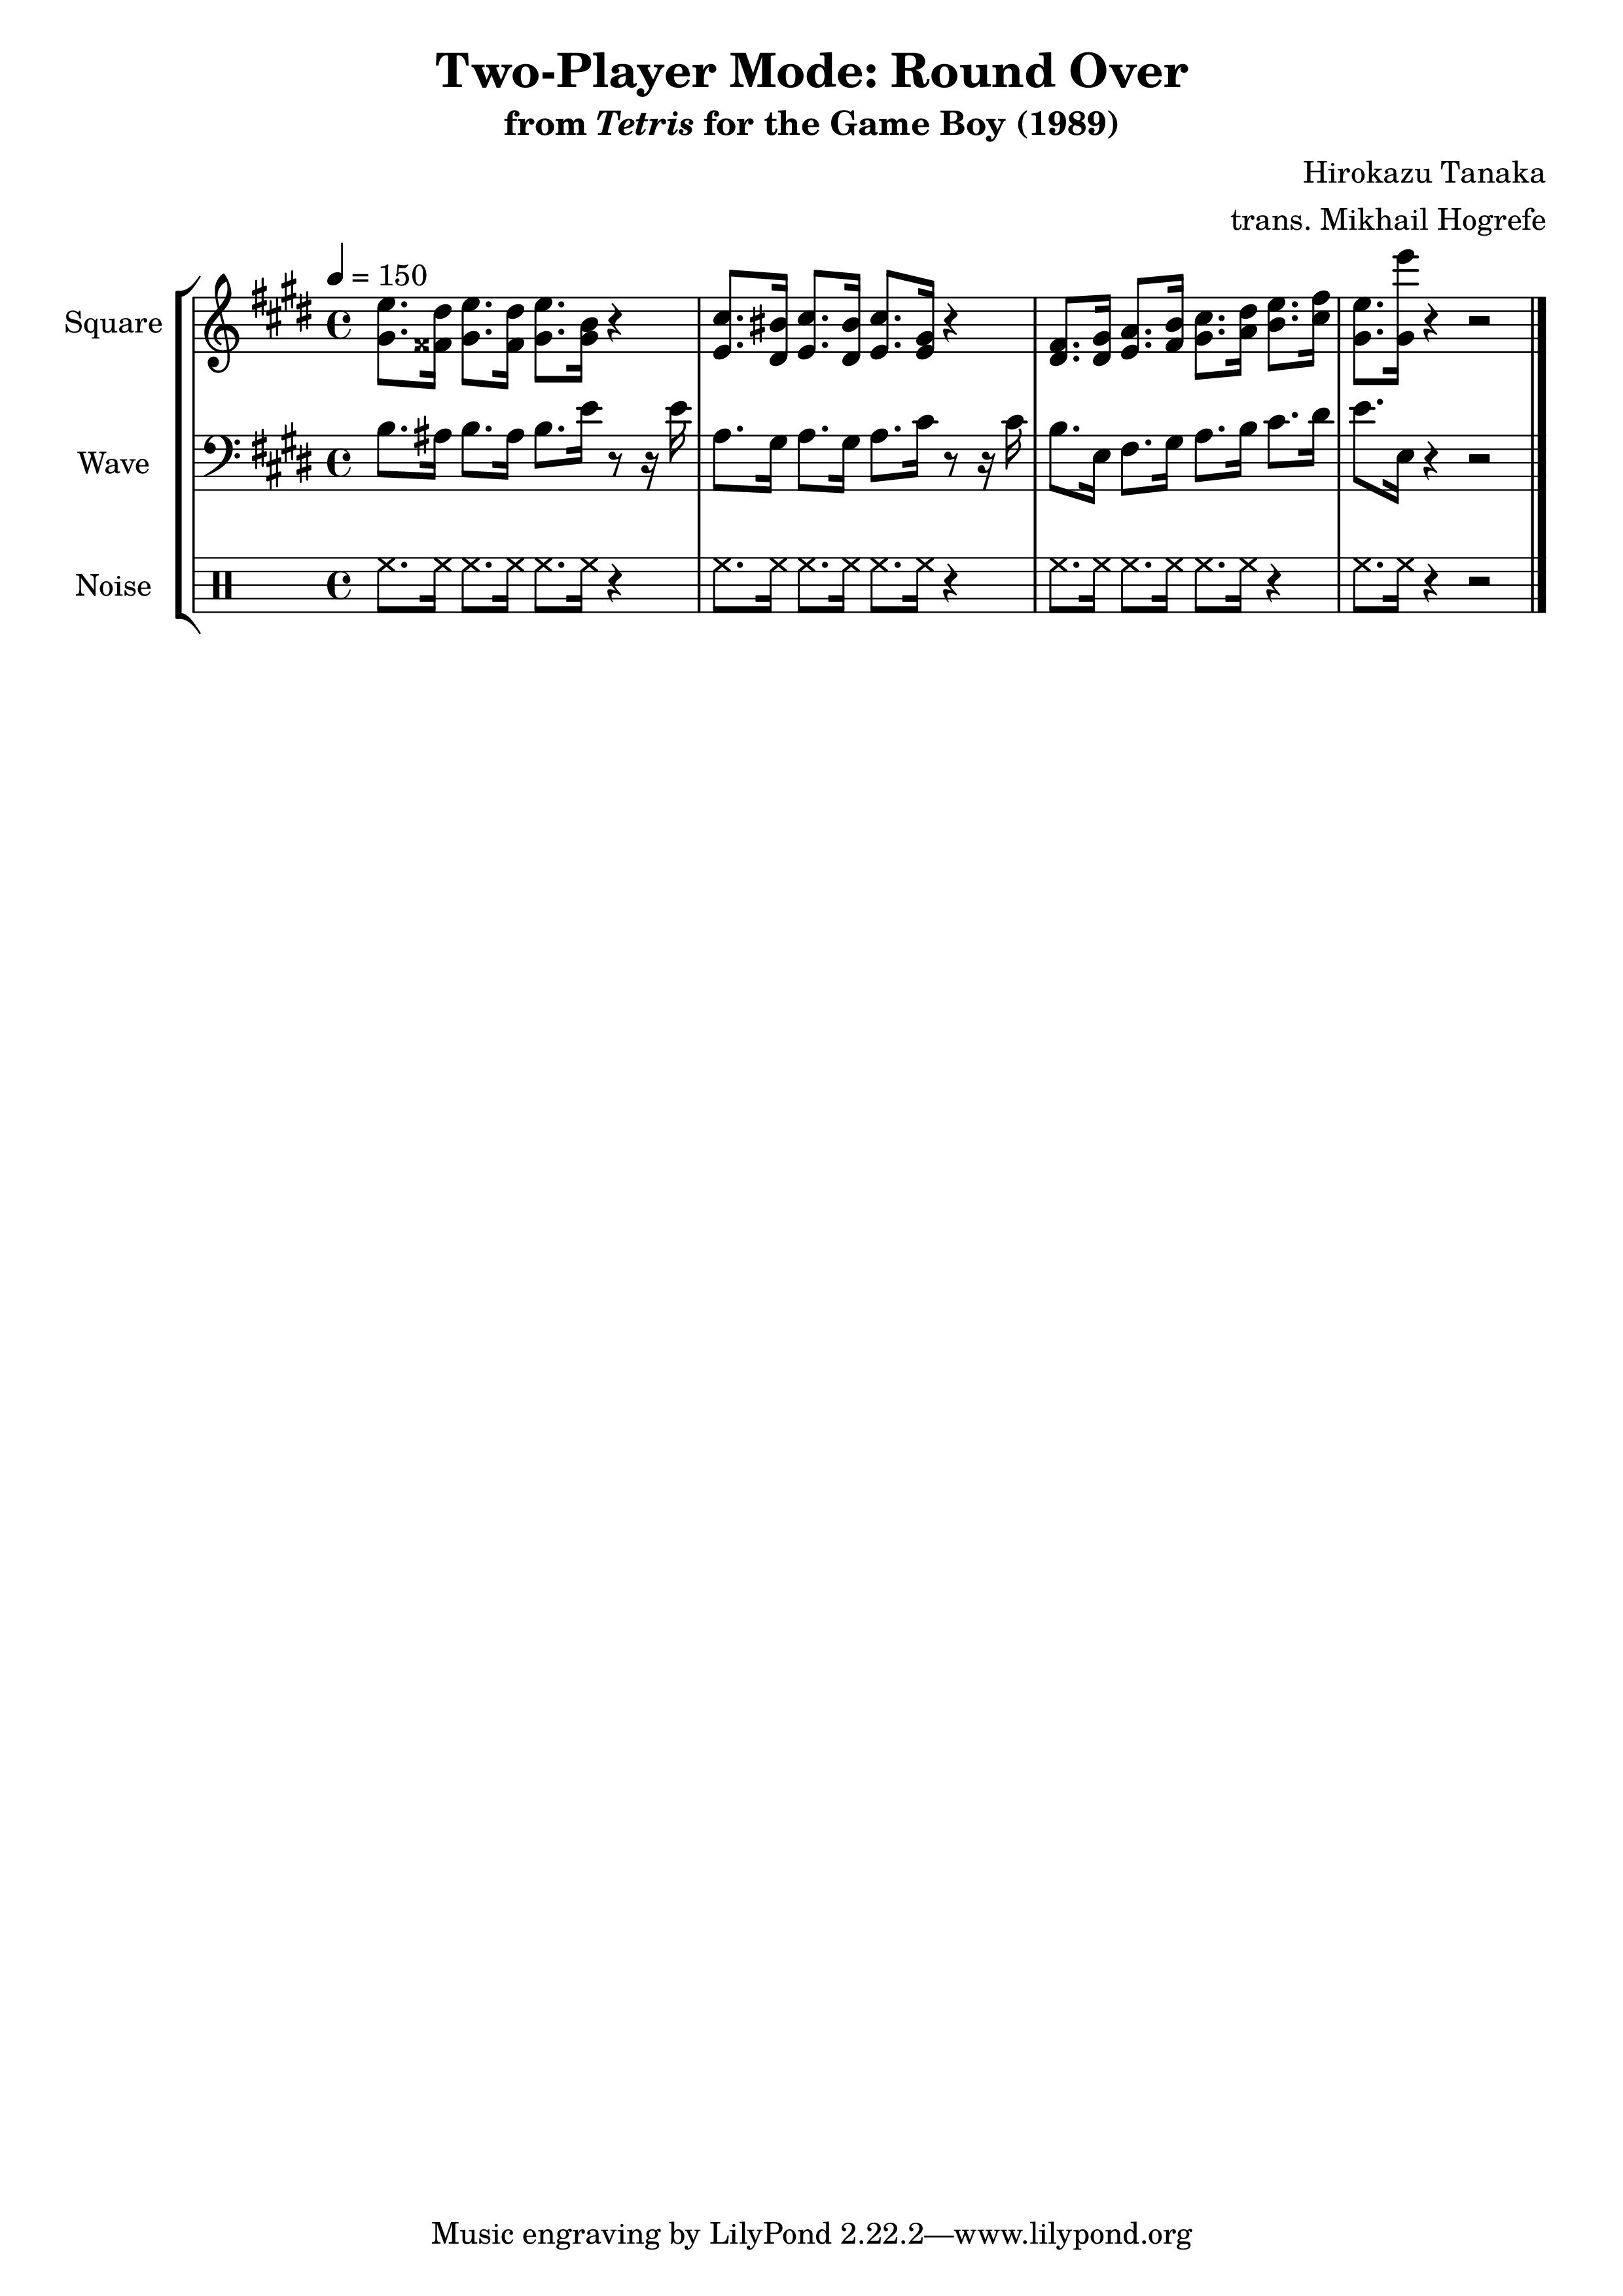 Two-Player Mode: Round Over
from Tetris for the Game Boy (1989)
Hirokazu Tanaka
trans. Mikhail Hogrefe
= 150
Square
Wave
Noise
Music engraving by LilyPond 2.22.2—www.lilypond.org